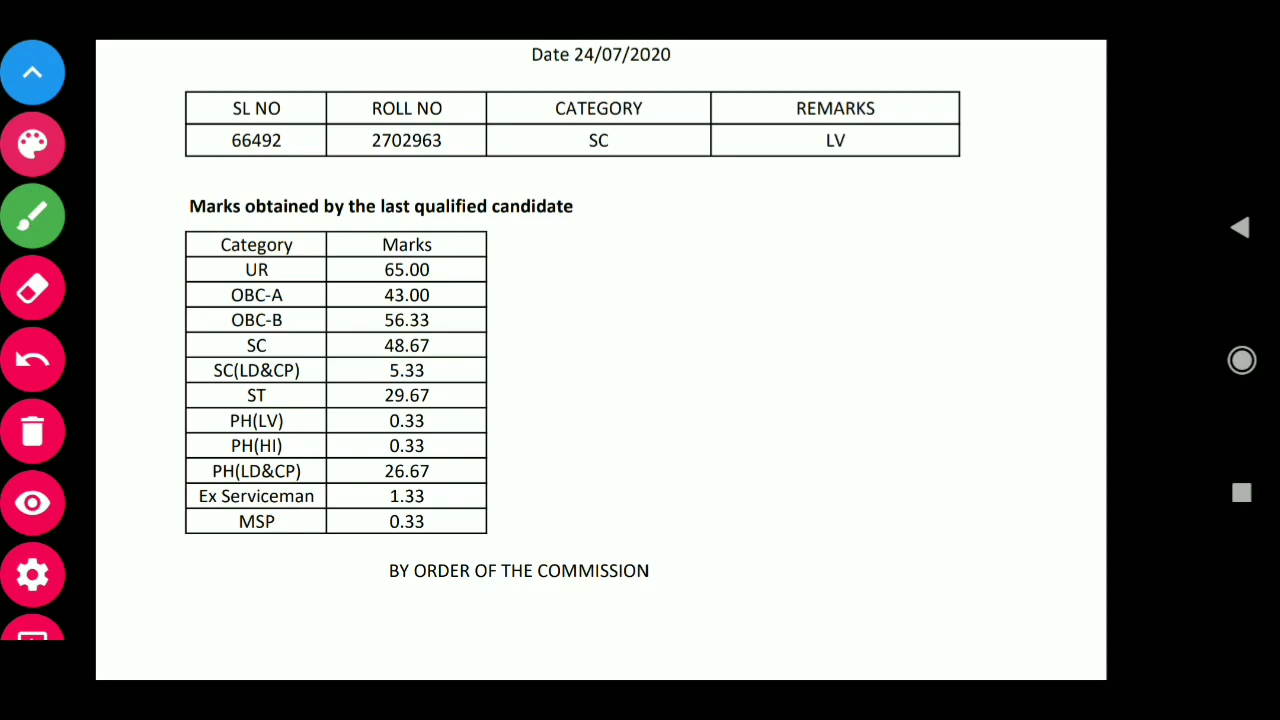 Date 24/07/2020
SL NO ROLL NO CATEGORY REMARKS
66492 2702963 SC LV
Marks obtained by the last qualified candidate
Category Marks
UR 65.00
OBC-A 43.00
OBC-B 56.33
SC 48.67
SC(LD&CP) 5.33
ST 29.67
PH(LV) 0.33
PH(HI) 0.33
PH(LD&CP) 26.67
Ex Serviceman 1.33
MSP 0.33
BY ORDER OF THE COMMISSION